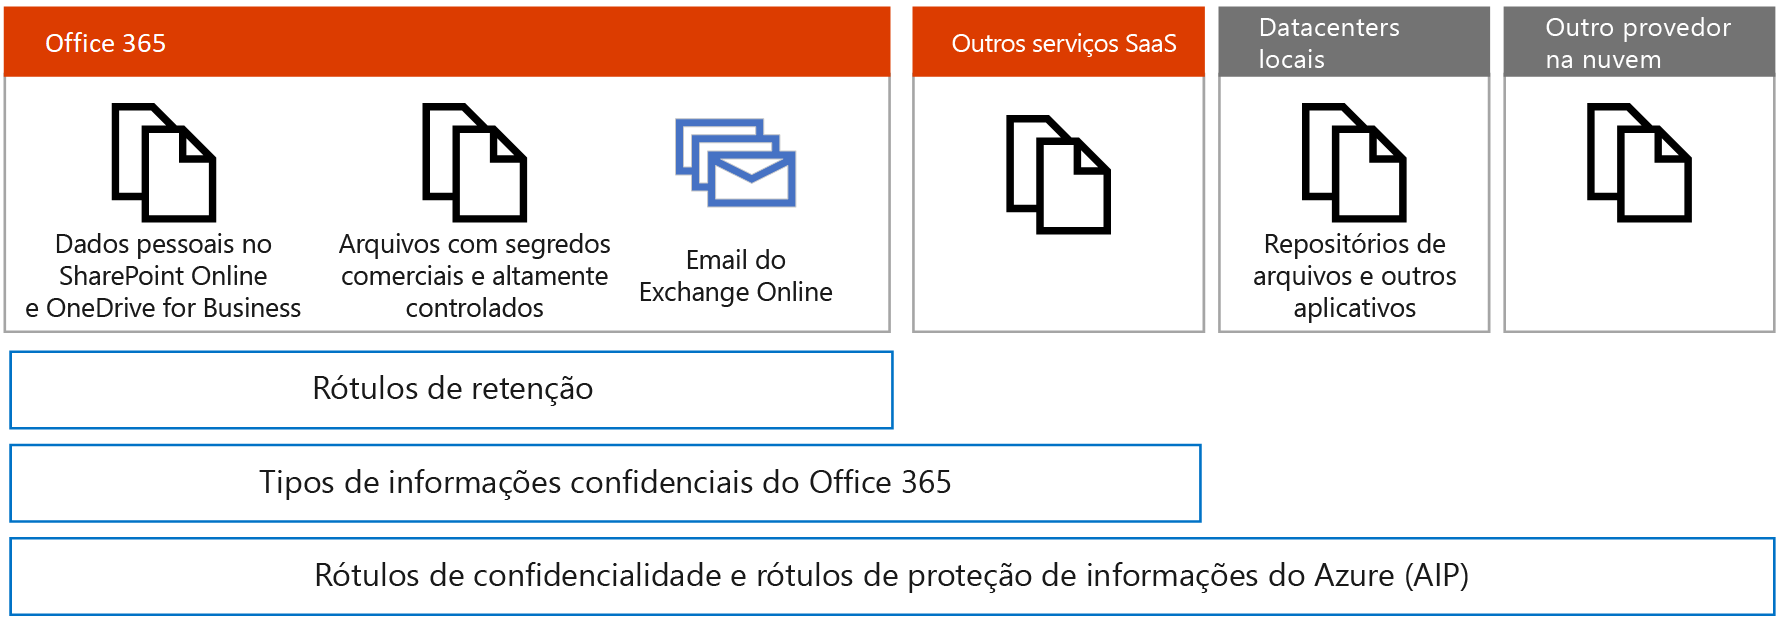 Office 365
Outros serviços SaaS
Datacenters
locais
Outro provedor
na nuvem
Dados pessoais no
SharePoint Online
e OneDrive for Business
Arquivos com segredos
comerciais e altamente
controlados
Email do
Exchange Online
Repositórios de
arquivos e outros
aplicativos
Rótulos de retenção
Tipos de informações confidenciais do Office 365
Rótulos de confidencialidade e rótulos de proteção de informações do Azure (AIP)